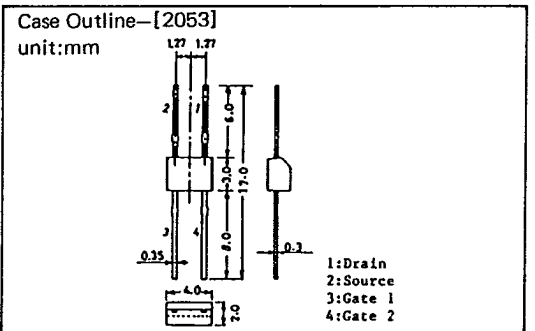 Case Outline—[2053]
unit:mm
1.27 1.27
2 1
6.0
3.0
17.0
3 4
8.0
0.35
0.3
4.0
2.0
1:Drain
2:Source
3:Gate 1
4:Gate 2